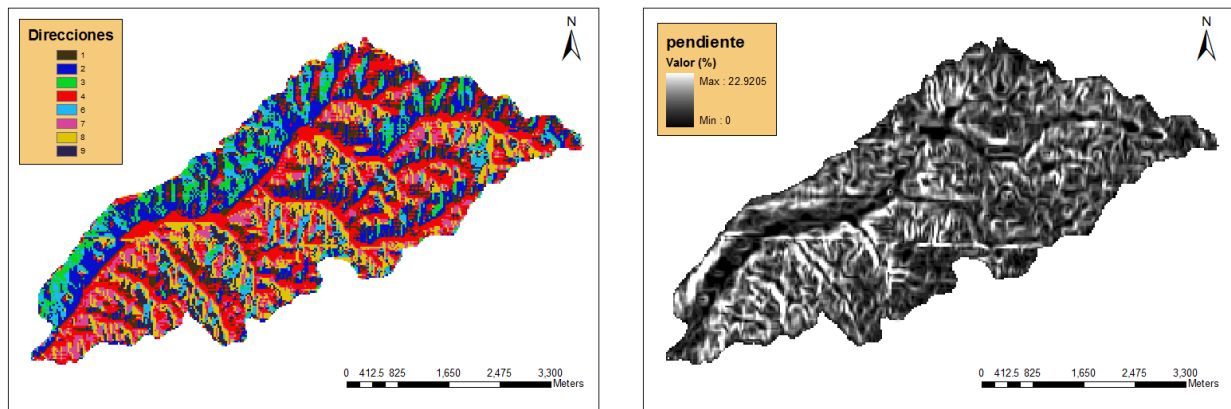 Direcciones
1
2
3
4
6
7
8
9
N
0 412.5 825 1,650 2,475 3,300
Meters
pendiente
Valor (%)
Max : 22.9205
Min : 0
N
0 412.5 825 1,650 2,475 3,300
Meters